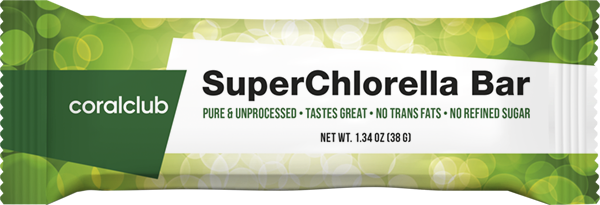 coralclub
SuperChlorella Bar
PURE & UNPROCESSED • TASTES GREAT • NO TRANS FATS • NO REFINED SUGAR
NET WT. 1.34 OZ (38 G)